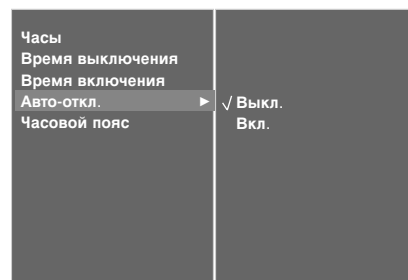 Часы
Время выключения
Время включения
Авто-откл. ►
Часовой пояс
√ Выкл.
Вкл.